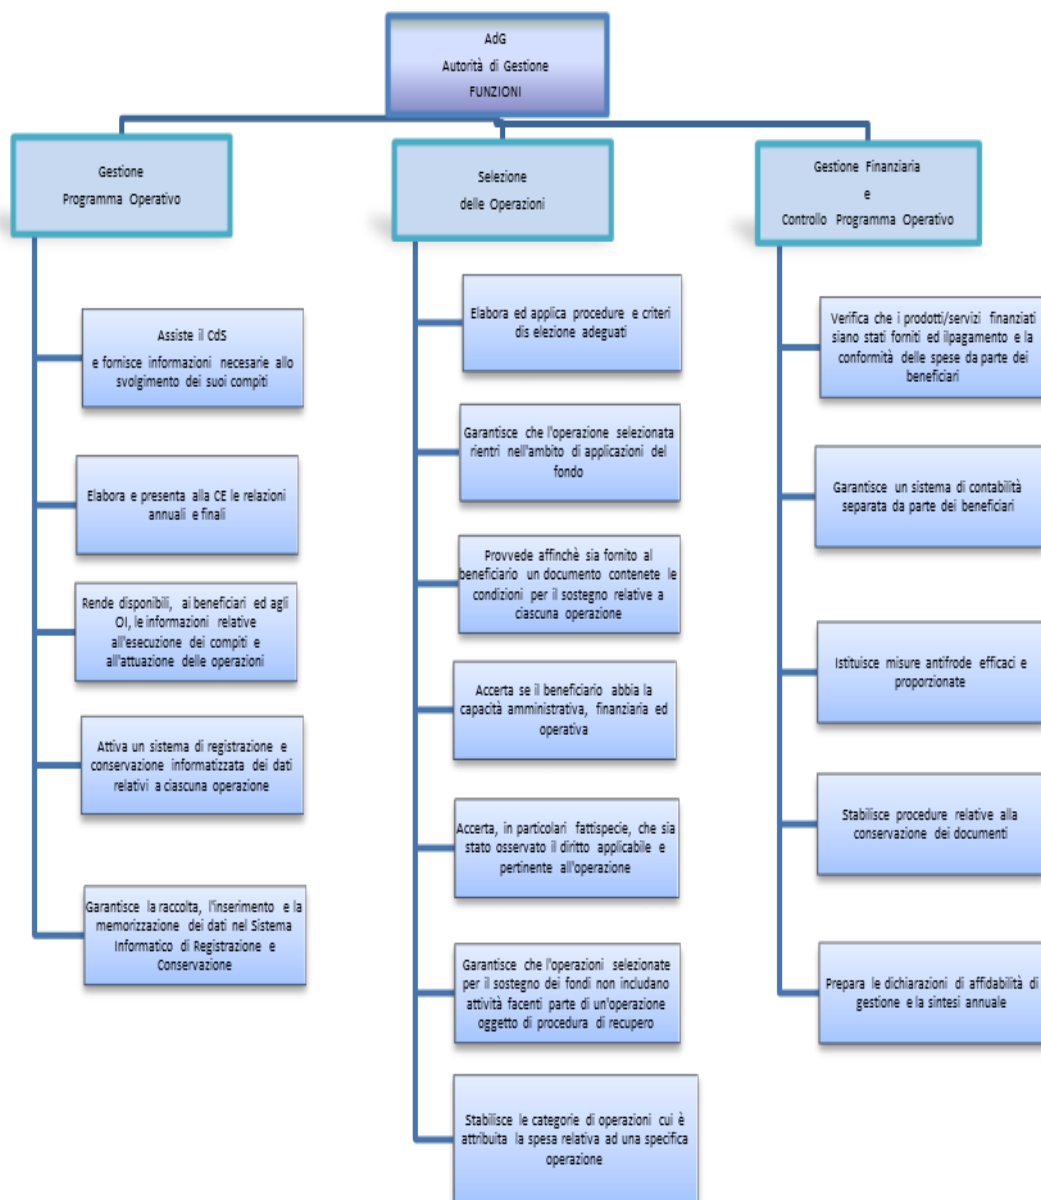 AdG
Autorità di Gestione
FUNZIONI
Gestione
Programma Operativo
Assiste il CdS
e fornisce informazioni necesarie allo
svolgimento dei suoi compiti
Elabora e presenta alla CE le relazioni
annuali e finali
Rende disponibili, ai beneficiari ed agli
OI, le informazioni relative
all'esecuzione dei compiti e
all'attuazione delle operazioni
Attiva un sistema di registrazione e
conservazione informatizzata dei dati
relativi a ciascuna operazione
Garantisce la raccolta, l'inserimento e la
memorizzazione dei dati nel Sistema
Informatico di Registrazione e
Conservazione
Selezione
delle Operazioni
Elabora ed applica procedure e criteri
dis elezione adeguati
Garantisce che l'operazione selezionata
rientri nell'ambito di applicazioni del
fondo
Provvede affinchè sia fornito al
beneficiario un documento contenete le
condizioni per il sostegno relative a
ciascuna operazione
Accerta se il beneficiario abbia la
capacità amministrativa, finanziaria ed
operativa
Accerta, in particolari fattispecie, che sia
stato osservato il diritto applicabile e
pertinente all'operazione
Garantisce che l'operazioni selezionate
per il sostegno dei fondi non includano
attività facenti parte di un'operazione
oggetto di procedura di recupero
Stabilisce le categorie di operazioni cui è
attribuita la spesa relativa ad una specifica
operazione
Gestione Finanziaria
e
Controllo Programma Operativo
Verifica che i prodotti/servizi finanziati
siano stati forniti ed ilpagamento e la
conformità delle spese da parte dei
beneficiari
Garantisce un sistema di contabilità
separata da parte dei beneficiari
Istituisce misure antifrode efficaci e
proporzionate
Stabilisce procedure relative alla
conservazione dei documenti
Prepara le dichiarazioni di affidabilità di
gestione e la sintesi annuale